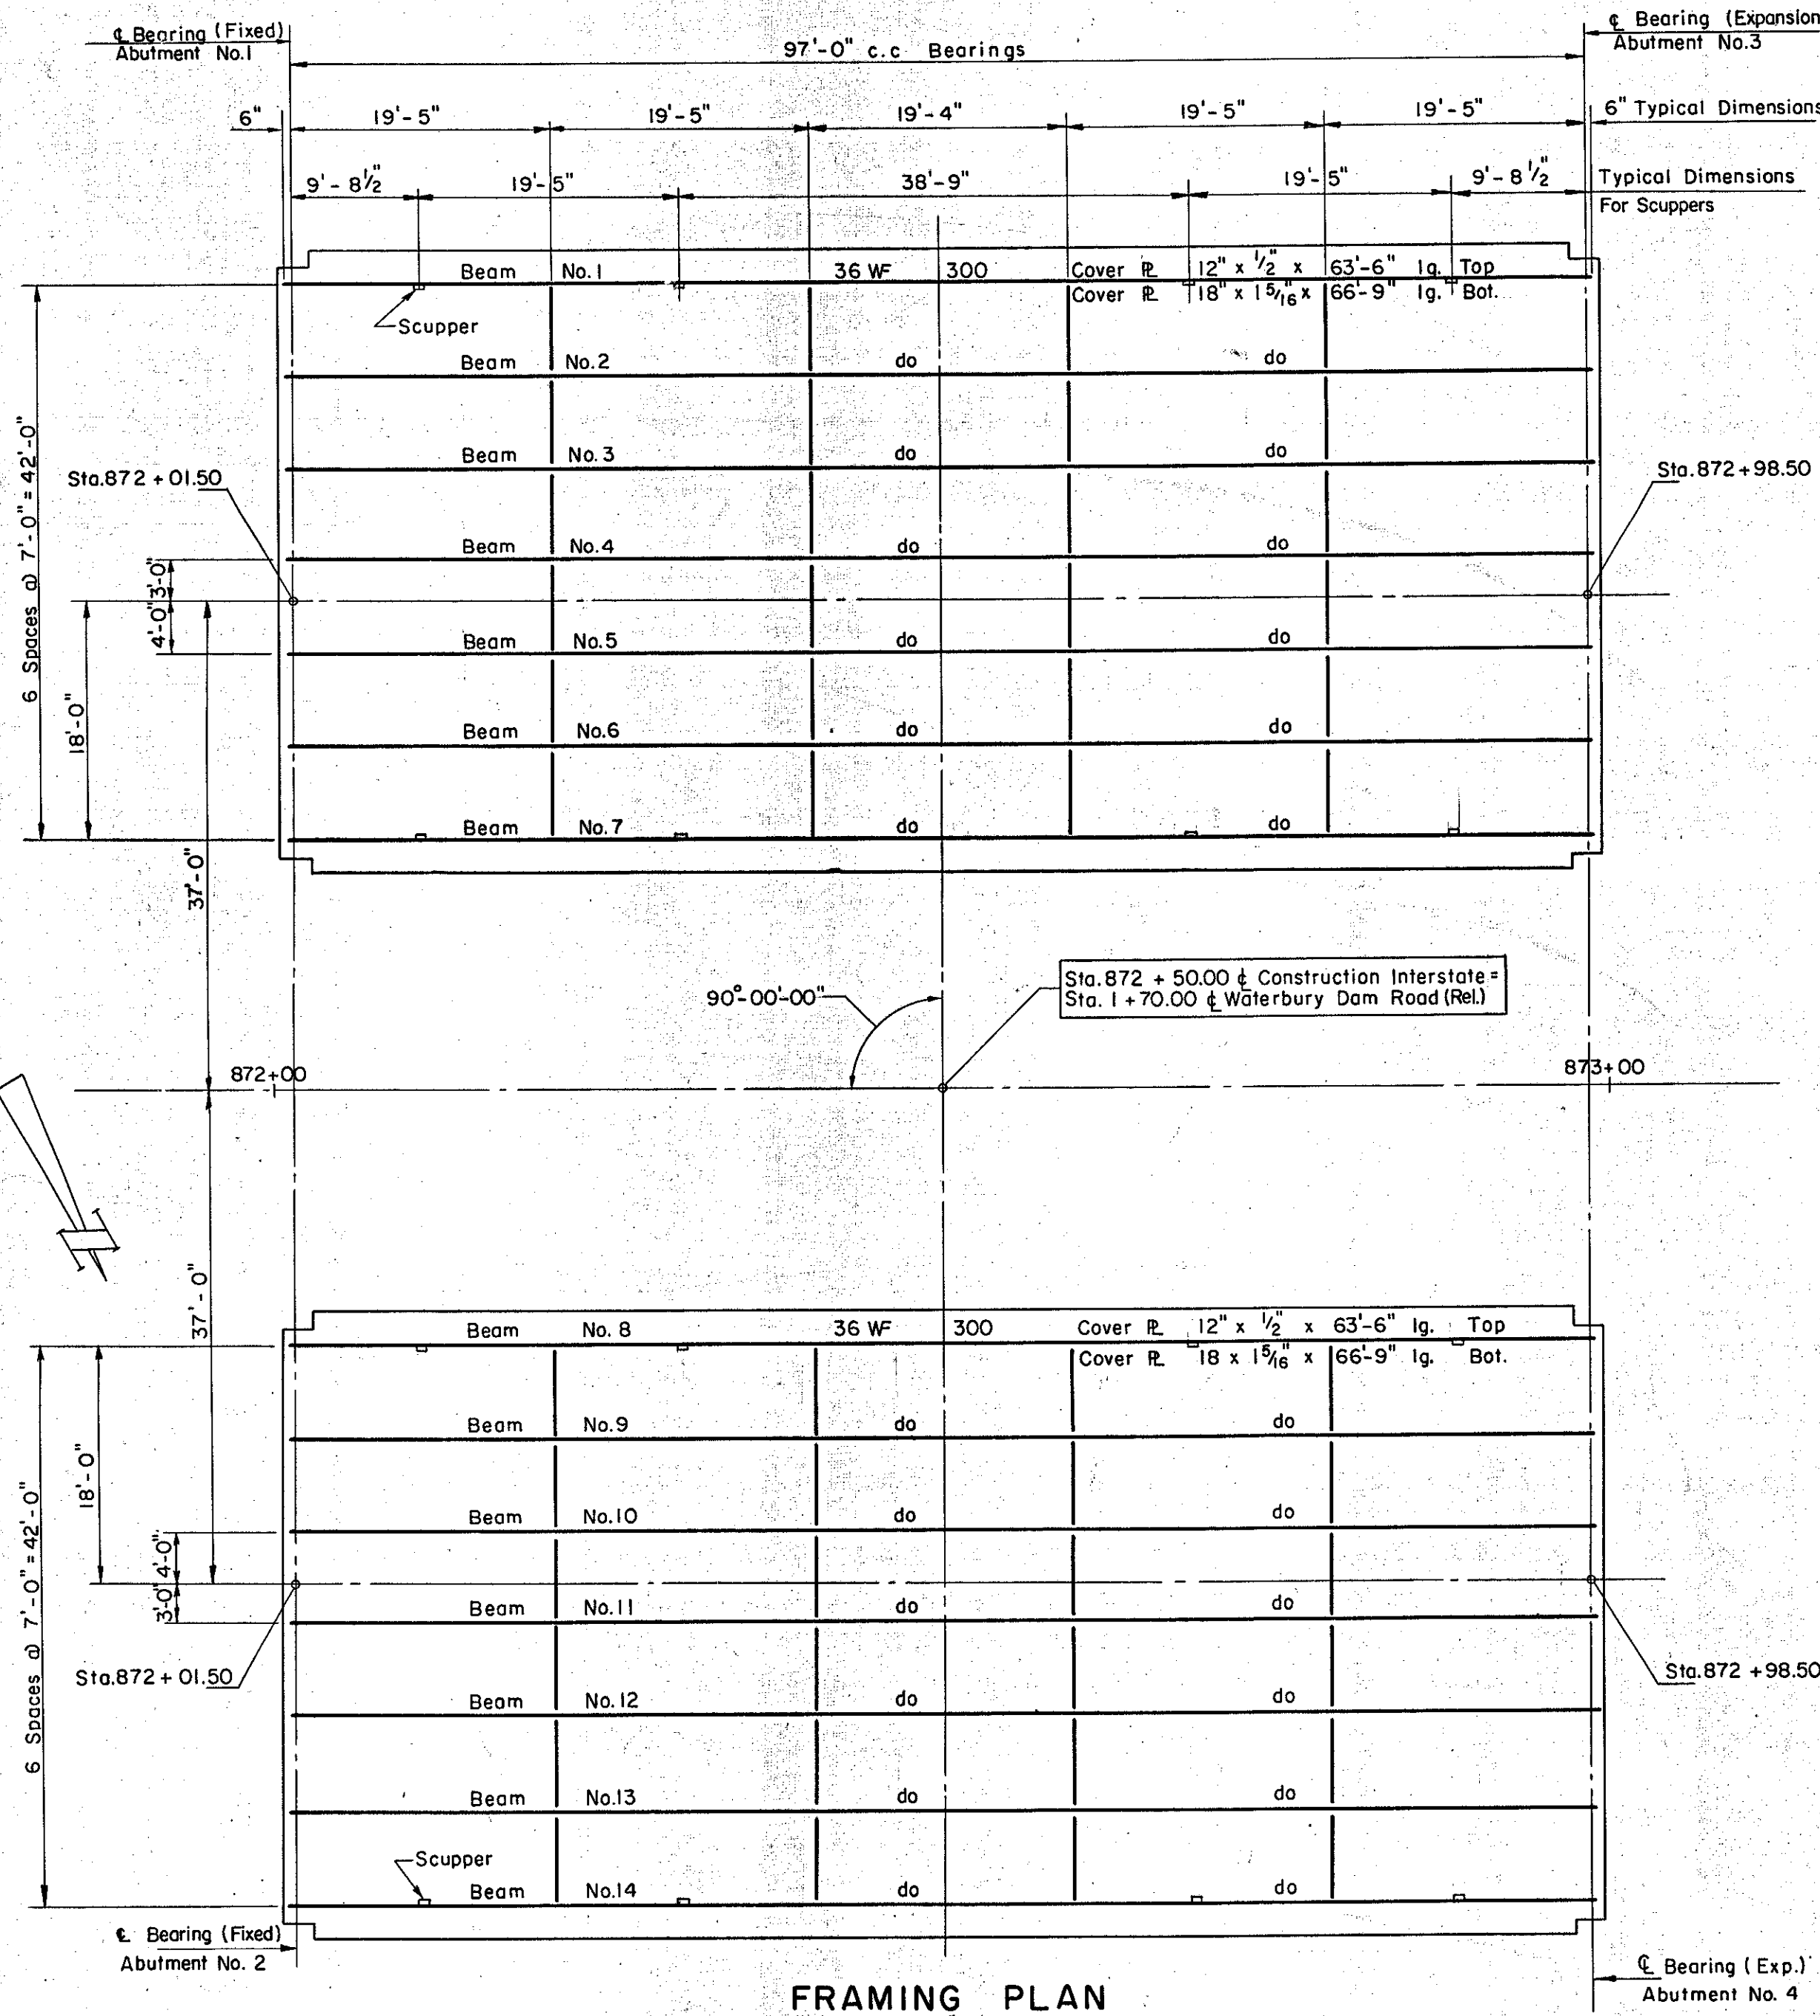 ℄ Bearing (Fixed)
Abutment No.1
97'-0" c.c Bearings
℄ Bearing (Expansion
Abutment No.3
6"
19'-5"
19'-5"
19'-4"
19'-5"
19'-5"
6" Typical Dimensions
9'-8 1/2"
19'-5"
38'-9"
19'-5"
9'-8 1/2"
Typical Dimensions
For Scuppers
Beam No.1 36 WF 300 Cover PL 12" x 1/2" x 63'-6" lg. Top
Cover PL 18" x 1 5/16 x 66'-9" lg. Bot.
Scupper
Beam No.2 do do
Beam No.3 do do
Sta.872 + 01.50
Sta.872 + 98.50
6 Spaces @ 7'-0" = 42'-0"
Beam No.4 do do
3'-0"
4'-0"
Beam No.5 do do
18'-0"
Beam No.6 do do
Beam No.7 do do
37'-0"
90°-00'-00"
Sta.872 + 50.00 ℄ Construction Interstate =
Sta. 1 + 70.00 ℄ Waterbury Dam Road (Rel.)
872+00
873+00
37'-0"
Beam No. 8 36 WF 300 Cover PL 12" x 1/2 x 63'-6" lg. Top
Cover PL 18 x 1 5/16" x 66'-9" lg. Bot.
Beam No.9 do do
18'-0"
Beam No.10 do do
4'-0"
3'-0"
6 Spaces @ 7'-0" = 42'-0"
Beam No.11 do do
Sta.872 + 01.50
Sta.872 + 98.50
Beam No.12 do do
Beam No.13 do do
Scupper
Beam No.14 do do
℄ Bearing (Fixed)
Abutment No. 2
℄ Bearing (Exp.)
Abutment No. 4
FRAMING PLAN